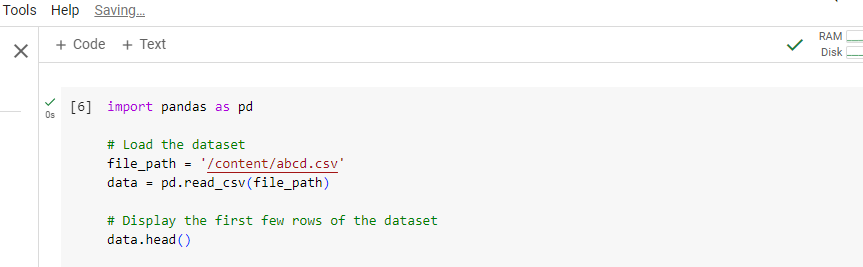 Tools Help Saving...
+ Code + Text
RAM
Disk
[6] import pandas as pd
0s
# Load the dataset
file_path = '/content/abcd.csv'
data = pd.read_csv(file_path)
# Display the first few rows of the dataset
data.head()